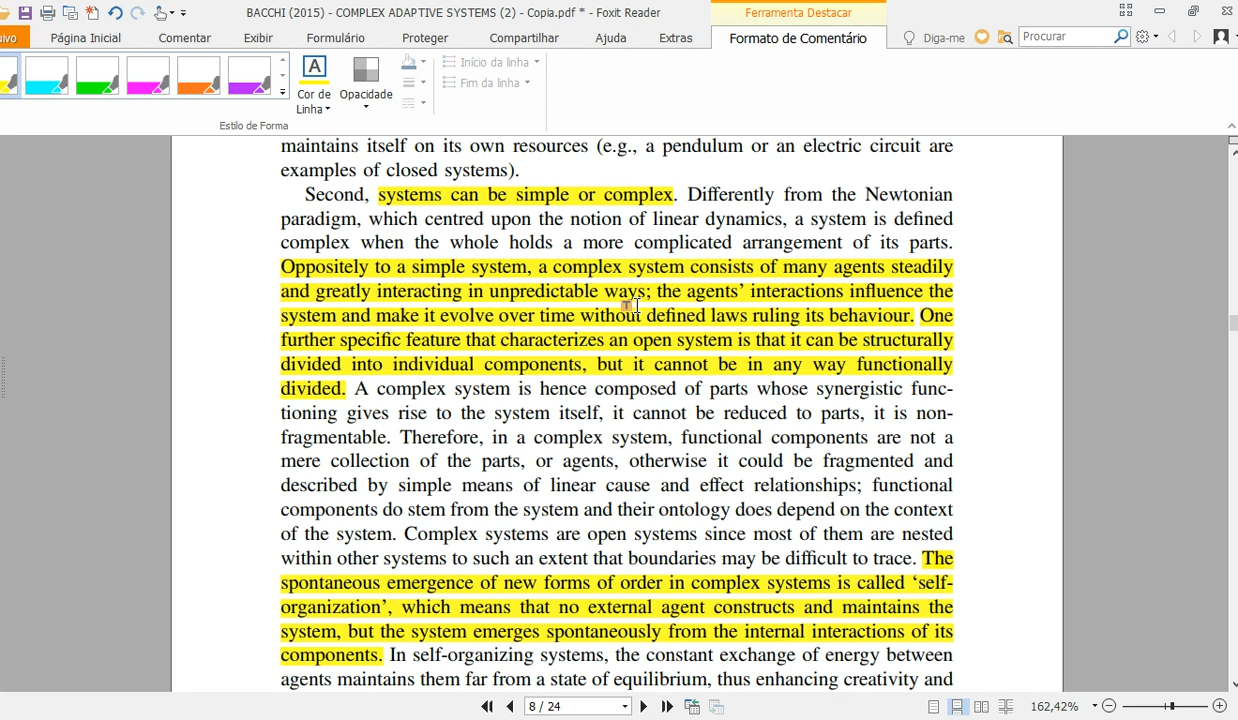 BACCHI (2015) - COMPLEX ADAPTIVE SYSTEMS (2) - Copia.pdf * - Foxit Reader
Ferramenta Destacar
ivo Página Inicial Comentar Exibir Formulário Proteger Compartilhar Ajuda Extras Formato de Comentário Diga-me Procurar
A Início da linha
Fim da linha
Cor de Linha Opacidade
Estilo de Forma
maintains itself on its own resources (e.g., a pendulum or an electric circuit are
examples of closed systems).
Second, systems can be simple or complex. Differently from the Newtonian
paradigm, which centred upon the notion of linear dynamics, a system is defined
complex when the whole holds a more complicated arrangement of its parts.
Oppositely to a simple system, a complex system consists of many agents steadily
and greatly interacting in unpredictable ways; the agents' interactions influence the
system and make it evolve over time without defined laws ruling its behaviour. One
further specific feature that characterizes an open system is that it can be structurally
divided into individual components, but it cannot be in any way functionally
divided. A complex system is hence composed of parts whose synergistic func-
tioning gives rise to the system itself, it cannot be reduced to parts, it is non-
fragmentable. Therefore, in a complex system, functional components are not a
mere collection of the parts, or agents, otherwise it could be fragmented and
described by simple means of linear cause and effect relationships; functional
components do stem from the system and their ontology does depend on the context
of the system. Complex systems are open systems since most of them are nested
within other systems to such an extent that boundaries may be difficult to trace. The
spontaneous emergence of new forms of order in complex systems is called 'self-
organization', which means that no external agent constructs and maintains the
system, but the system emerges spontaneously from the internal interactions of its
components. In self-organizing systems, the constant exchange of energy between
agents maintains them far from a state of equilibrium, thus enhancing creativity and
8 / 24 162,42%